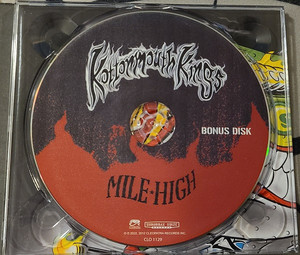 Kottonmouth Kings
BONUS DISK
MILE·HIGH
CLO 1129